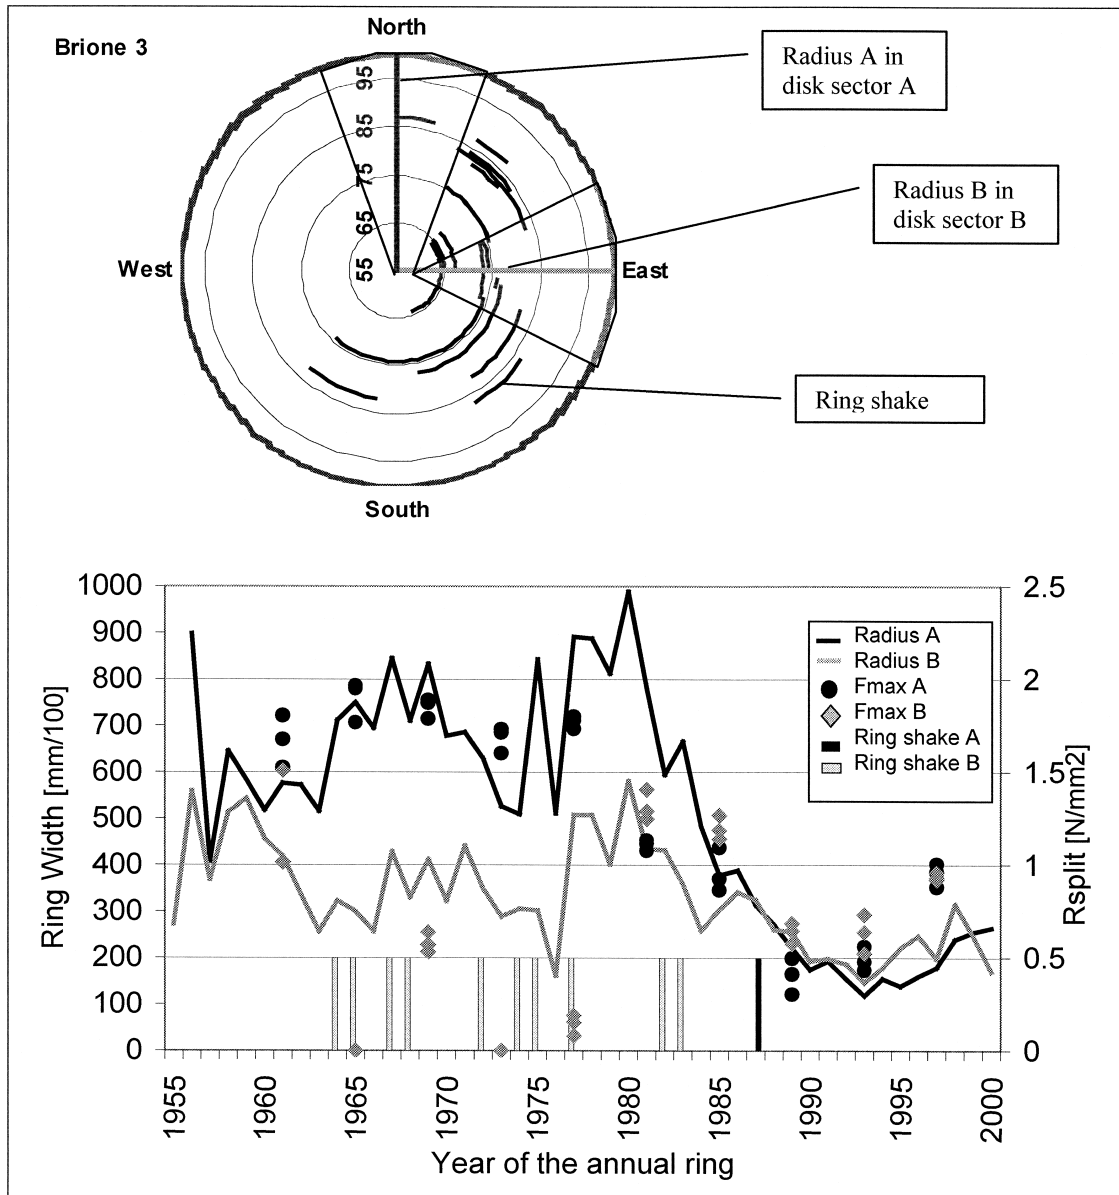 Brione 3
North
Radius A in
disk sector A
95
85
75
65
55
Radius B in
disk sector B
West
East
Ring shake
South
1000
900
800
700
600
500
400
300
200
100
0
Ring Width [mm/100]
2.5
2
1.5
1
0.5
0
Rsplit [N/mm2]
Radius A
Radius B
Fmax A
Fmax B
Ring shake A
Ring shake B
1955
1960
1965
1970
1975
1980
1985
1990
1995
2000
Year of the annual ring